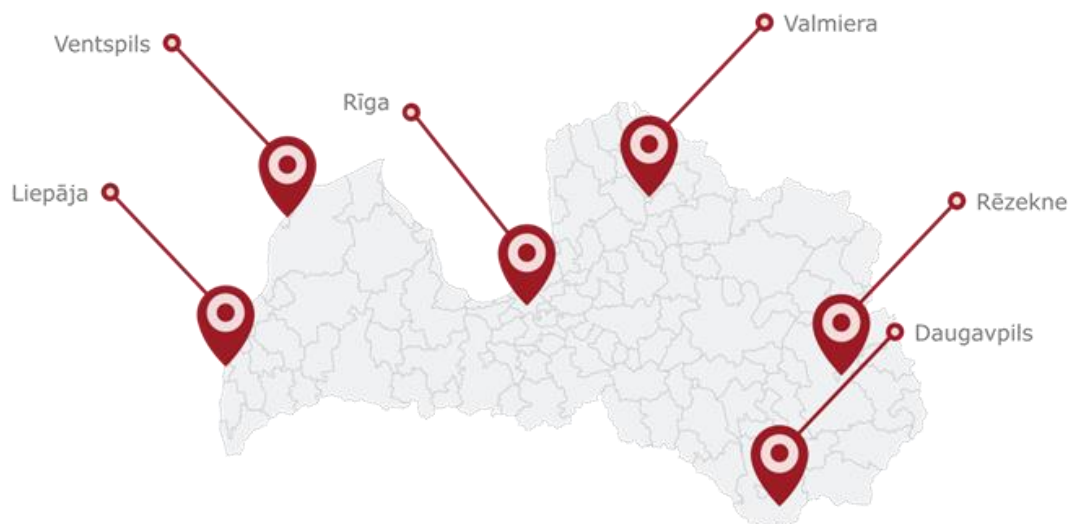 Valmiera
Ventspils
Rīga
Liepāja
Rēzekne
Daugavpils